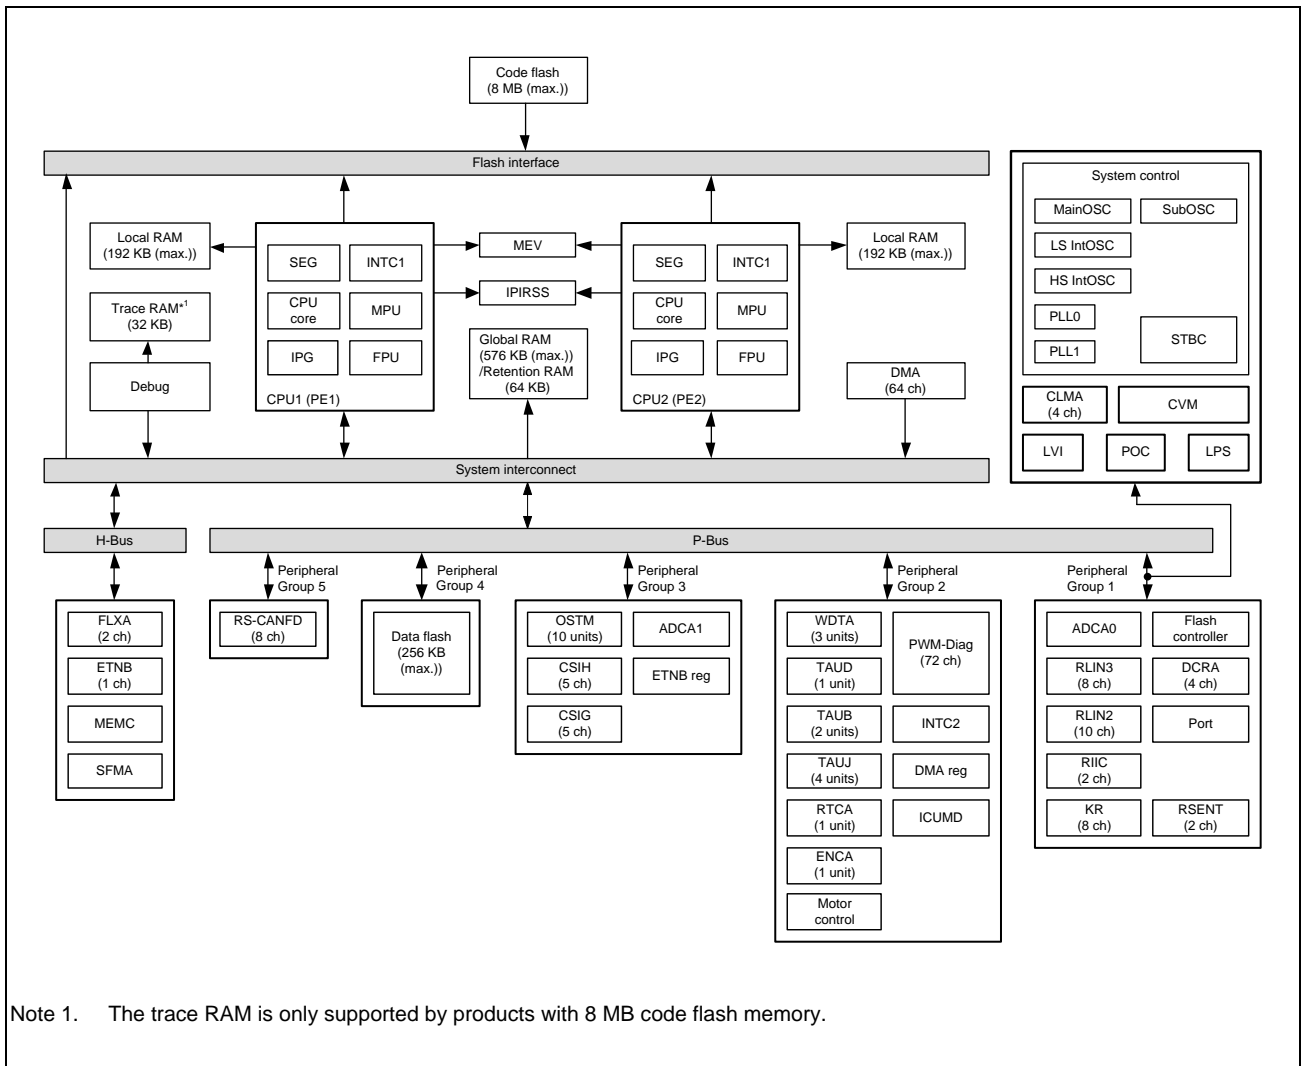 Code flash
(8 MB (max.))
Flash interface
Local RAM
(192 KB (max.))
Trace RAM*1
(32 KB)
Debug
SEG
INTC1
CPU
core
MPU
IPG
FPU
CPU1 (PE1)
MEV
IPIRSS
Global RAM
(576 KB (max.))
/Retention RAM
(64 KB)
SEG
INTC1
CPU
core
MPU
IPG
FPU
CPU2 (PE2)
Local RAM
(192 KB (max.))
DMA
(64 ch)
System control
MainOSC
SubOSC
LS IntOSC
HS IntOSC
PLL0
PLL1
STBC
CLMA
(4 ch)
CVM
LVI
POC
LPS
System interconnect
H-Bus
P-Bus
FLXA
(2 ch)
ETNB
(1 ch)
MEMC
SFMA
Peripheral
Group 5
RS-CANFD
(8 ch)
Peripheral
Group 4
Data flash
(256 KB
(max.))
Peripheral
Group 3
OSTM
(10 units)
ADCA1
CSIH
(5 ch)
ETNB reg
CSIG
(5 ch)
Peripheral
Group 2
WDTA
(3 units)
PWM-Diag
(72 ch)
TAUD
(1 unit)
TAUB
(2 units)
INTC2
TAUJ
(4 units)
DMA reg
RTCA
(1 unit)
ICUMD
ENCA
(1 unit)
Motor
control
Peripheral
Group 1
ADCA0
Flash
controller
RLIN3
(8 ch)
DCRA
(4 ch)
RLIN2
(10 ch)
Port
RIIC
(2 ch)
KR
(8 ch)
RSENT
(2 ch)
Note 1. The trace RAM is only supported by products with 8 MB code flash memory.